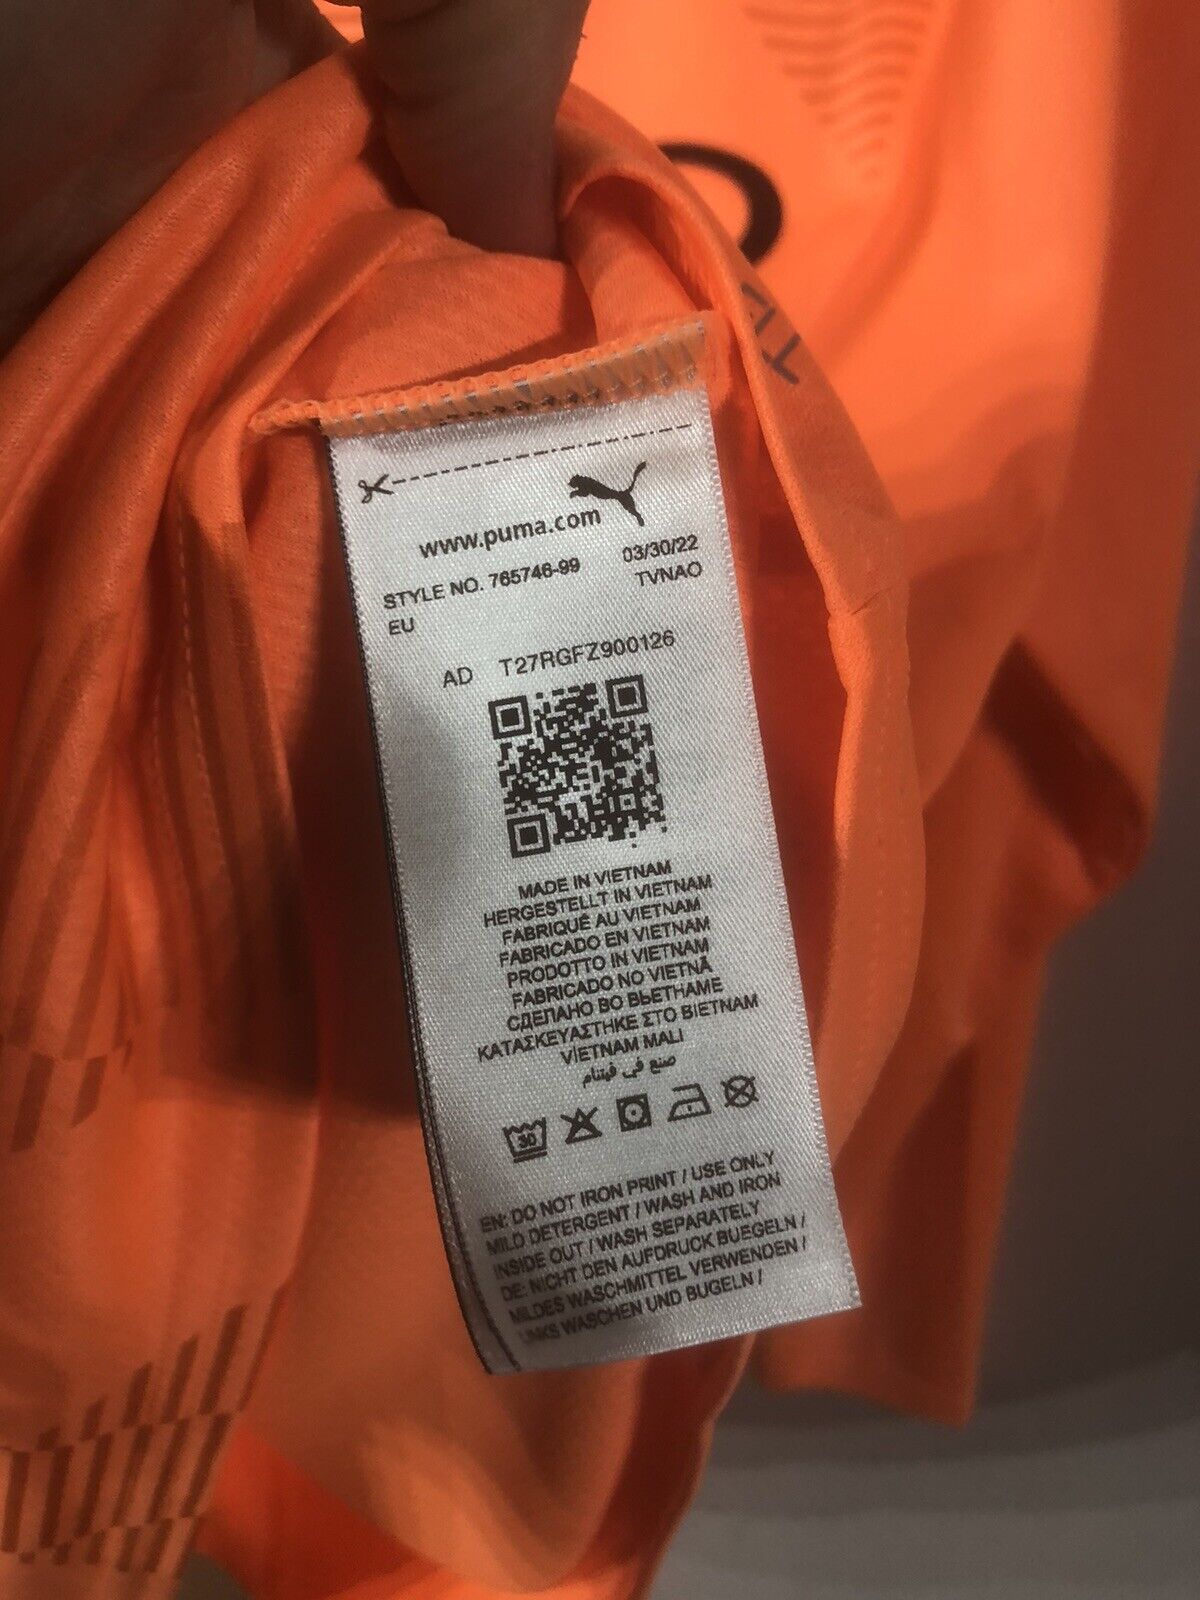 TE
www.puma.com
STYLE NO. 765746-99 03/30/22
EU TVNAO
AD T27RGFZ900126
MADE IN VIETNAM
HERGESTELLT IN VIETNAM
FABRIQUÉ AU VIETNAM
FABRICADO EN VIETNAM
PRODOTTO IN VIETNAM
FABRICADO NO VIETNÃ
СДЕЛАНО ВО ВЬЕТНАМЕ
ΚΑΤΑΣΚΕΥΑΣΤΗΚΕ ΣΤΟ ΒΙΕΤΝΑΜ
VİETNAM MALI
صنع في فيتنام
30
EN: DO NOT IRON PRINT / USE ONLY
MILD DETERGENT / WASH AND IRON
INSIDE OUT / WASH SEPARATELY
DE: NICHT DEN AUFDRUCK BUEGELN /
MILDES WASCHMITTEL VERWENDEN /
LINKS WASCHEN UND BUGELN /